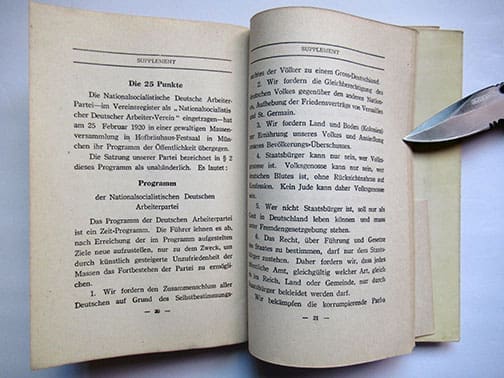 SUPPLEMENT
Die 25 Punkte
Die Nationalsocialistische Deutsche Arbeiter-
Partei—im Vereinsregister als „Nationalsocialistis
cher Deutscher Arbeiter-Verein" eingetragen—hat
am 25 Februar 1920 in einer gewaltigen Massen-
versammlung in Hofbräuhaus-Festsaal in
München ihr Programm der Öffentlichkeit übergeben.
Die Satzung unserer Partei bezeichnet in § 2
dieses Programm als unabänderlich. Es lautet :
Programm
der Nationalsocialistischen Deutschen
Arbeiterpartei
Das Programm der Deutschen Arbeiterpartei
ist ein Zeit-Programm. Die Führer lehnen es ab,
nach Erreichung der im Programm aufgestellten
Ziele neue aufzustellen, nur zu dem Zweck, um
durch künstlich gesteigerte Unzufriedenheit der
Massen das Fortbestehen der Partei zu ermögli-
chen.
1. Wir fordern den Zusammenschluss aller
Deutschen auf Grund des Selbstbestimmungs-
— 20 —
SUPPLEMENT
rechtes der Völker zu einem Gross-Deutschland.
2. Wir fordern die Gleichberechtigung des
deutschen Volkes gegenüber den anderen Natio-
Aufhebung der Friedensverträge von Versailles
und St. Germain.
3. Wir fordern Land und Boden (Kolonien)
zur Ernährung unseres Volkes und Ansiedlung
unseres Bevölkerungs-Überschusses.
4. Staatsbürger kann nur sein, wer Volks-
genosse ist. Volksgenosse kann nur sein, wer
deutschen Blutes ist, ohne Rücksichtnahme auf
Konfession. Kein Jude kann daher Volksgenosse
sein.
5. Wer nicht Staatsbürger ist, soll nur als
Gast in Deutschland leben können und muss
unter Fremdengesetzgebung stehen.
6. Das Recht, über Führung und Gesetze
des Staates zu bestimmen, darf nur dem Staats-
bürger zustehen. Daher fordern wir, dass jedes
öffentliche Amt, gleichgültig welcher Art, gleich
ob in Reich, Land oder Gemeinde, nur durch
Staatsbürger bekleidet werden darf.
Wir bekämpfen die korrumpierende Parla
— 21 —